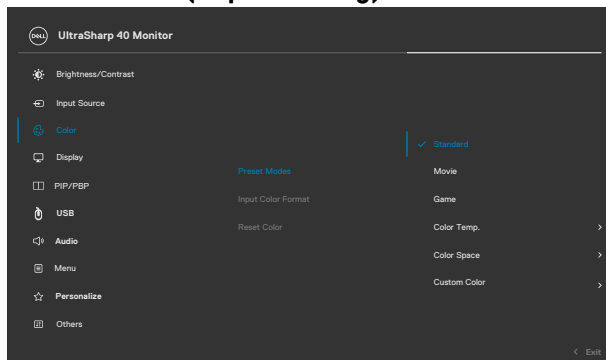 DELL UltraSharp 40 Monitor
Brightness/Contrast
Input Source
Color
Display
PIP/PBP
USB
Audio
Menu
Personalize
Others
Preset Modes
Input Color Format
Reset Color
Standard
Movie
Game
Color Temp.
Color Space
Custom Color
Exit